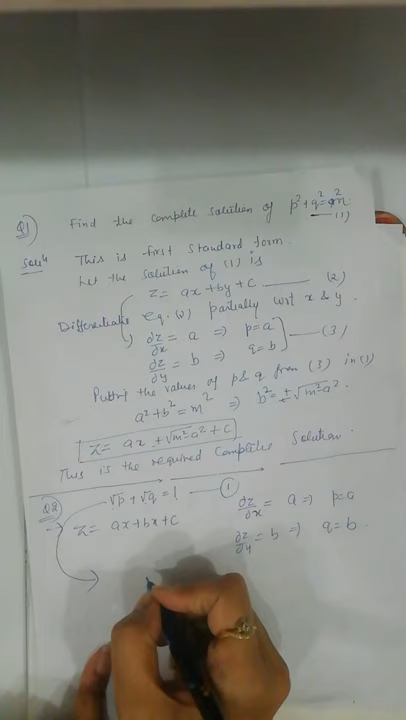 Q1) Find the complete solution of p²+q²=m² —(1)
Solⁿ This is first standard form.
Let the solution of (1) is
z= ax+by+c ——— (2)
Differentiate eq.(2) partially wrt x & y.
∂z/∂x = a ⇒ p=a
∂z/∂y = b ⇒ q=b ] —(3)
Putting the values of p & q from (3) in (1)
a²+b²=m² ⇒ b²=±√m²-a².
z= ax ±√m²-a² + c
This is the required Complete Solution.
Q2 √p+√q=1 —①
→ z= ax+bx+c
∂z/∂x = a ⇒ p=a
∂z/∂y = b ⇒ q=b.